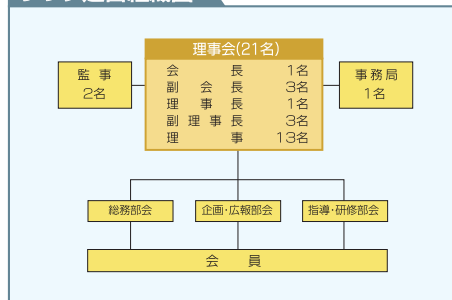 理事会(21名)
会長 1名
副会長 3名
理事長 1名
副理事長 3名
理事 13名
監事
2名
事務局
1名
総務部会
企画・広報部会
指導・研修部会
会員